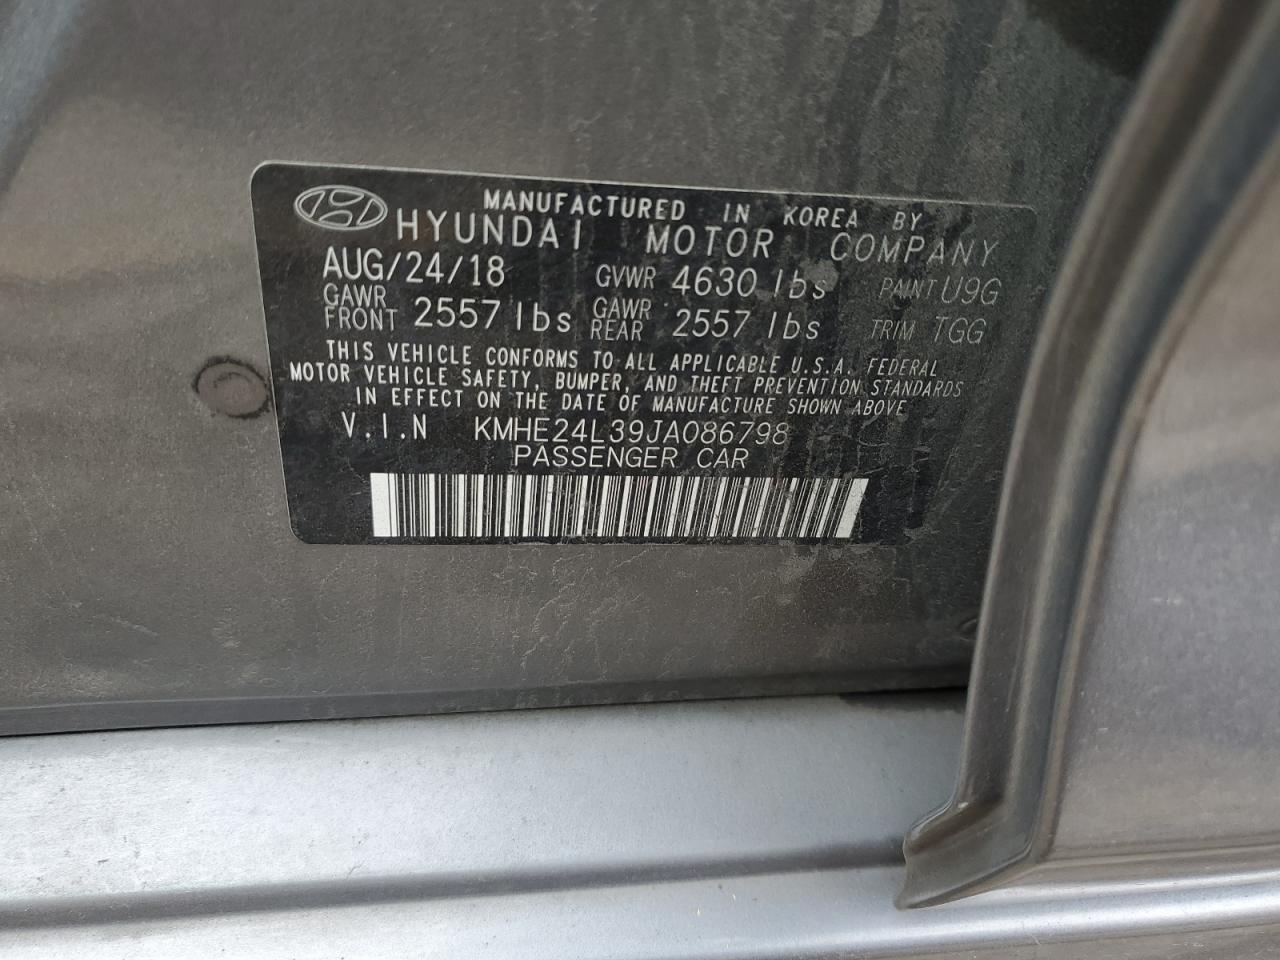 MANUFACTURED IN KOREA BY
HYUNDAI MOTOR COMPANY
AUG/24/18 GVWR 4630 lbs PAINT U9G
GAWR FRONT 2557 lbs GAWR REAR 2557 lbs TRIM TGG
THIS VEHICLE CONFORMS TO ALL APPLICABLE U.S.A. FEDERAL
MOTOR VEHICLE SAFETY, BUMPER, AND THEFT PREVENTION STANDARDS
IN EFFECT ON THE DATE OF MANUFACTURE SHOWN ABOVE
V.I.N KMHE24L39JA086798
PASSENGER CAR